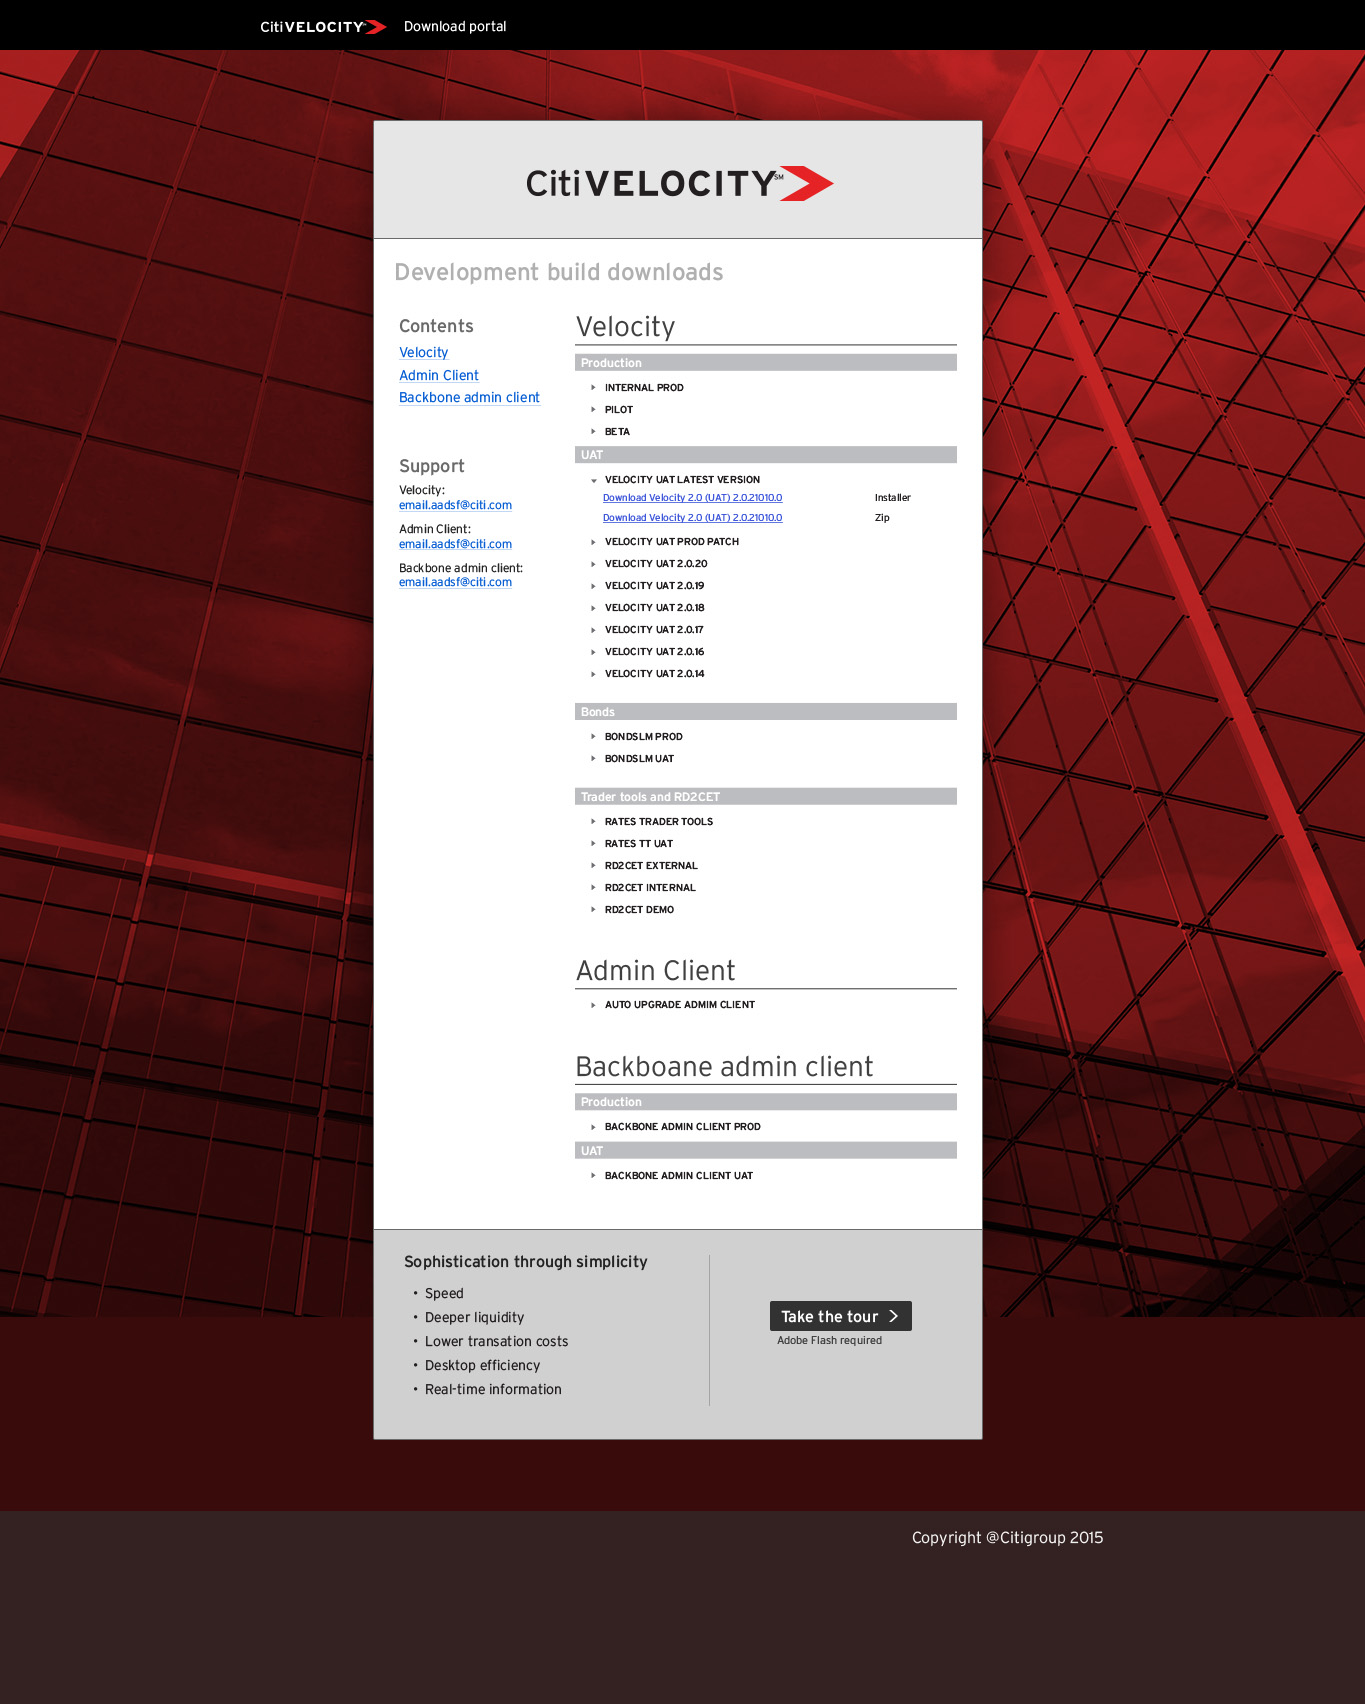 CitiVELOCITY Download portal
CitiVELOCITY℠
Development build downloads
Contents
Velocity
Admin Client
Backbone admin client
Support
Velocity:
email.aadsf@citi.com
Admin Client:
email.aadsf@citi.com
Backbone admin client:
email.aadsf@citi.com
Velocity
Production
INTERNAL PROD
PILOT
BETA
UAT
VELOCITY UAT LATEST VERSION
Download Velocity 2.0 (UAT) 2.0.21010.0 Installer
Download Velocity 2.0 (UAT) 2.0.21010.0 Zip
VELOCITY UAT PROD PATCH
VELOCITY UAT 2.0.20
VELOCITY UAT 2.0.19
VELOCITY UAT 2.0.18
VELOCITY UAT 2.0.17
VELOCITY UAT 2.0.16
VELOCITY UAT 2.0.14
Bonds
BONDSLM PROD
BONDSLM UAT
Trader tools and RD2CET
RATES TRADER TOOLS
RATES TT UAT
RD2CET EXTERNAL
RD2CET INTERNAL
RD2CET DEMO
Admin Client
AUTO UPGRADE ADMIM CLIENT
Backboane admin client
Production
BACKBONE ADMIN CLIENT PROD
UAT
BACKBONE ADMIN CLIENT UAT
Sophistication through simplicity
• Speed
• Deeper liquidity
• Lower transation costs
• Desktop efficiency
• Real-time information
Take the tour
Adobe Flash required
Copyright @Citigroup 2015